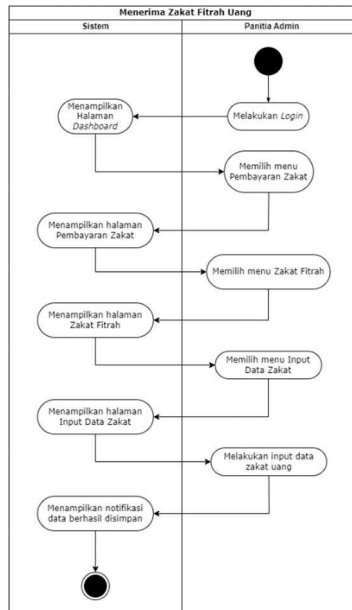 Menerima Zakat Fitrah Uang
Sistem
Panitia Admin
Melakukan Login
Menampilkan
Halaman
Dashboard
Memilih menu
Pembayaran Zakat
Menampilkan halaman
Pembayaran Zakat
Memilih menu Zakat Fitrah
Menampilkan halaman
Zakat Fitrah
Memilih menu Input
Data Zakat
Menampilkan halaman
Input Data Zakat
Melakukan input data
zakat uang
Menampilkan notifikasi
data berhasil disimpan